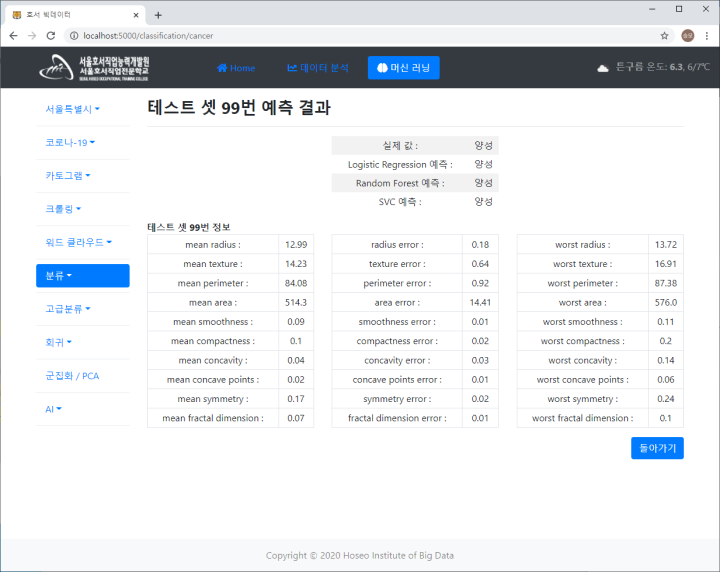 호서 빅데이터
localhost:5000/classification/cancer
서울호서직업능력개발원
서울호서직업전문학교
SEOUL HOSEO OCCUPATIONAL TRAINING COLLEGE
Home 데이터 분석 머신 러닝 튼구름 온도: 6.3, 6/7℃
서울특별시
코로나-19
카토그램
크롤링
워드 클라우드
분류
고급분류
회귀
군집화 / PCA
AI
테스트 셋 99번 예측 결과
실제 값 : 양성
Logistic Regression 예측 : 양성
Random Forest 예측 : 양성
SVC 예측 : 양성
테스트 셋 99번 정보
mean radius : 12.99 radius error : 0.18 worst radius : 13.72
mean texture : 14.23 texture error : 0.64 worst texture : 16.91
mean perimeter : 84.08 perimeter error : 0.92 worst perimeter : 87.38
mean area : 514.3 area error : 14.41 worst area : 576.0
mean smoothness : 0.09 smoothness error : 0.01 worst smoothness : 0.11
mean compactness : 0.1 compactness error : 0.02 worst compactness : 0.2
mean concavity : 0.04 concavity error : 0.03 worst concavity : 0.14
mean concave points : 0.02 concave points error : 0.01 worst concave points : 0.06
mean symmetry : 0.17 symmetry error : 0.02 worst symmetry : 0.24
mean fractal dimension : 0.07 fractal dimension error : 0.01 worst fractal dimension : 0.1
돌아가기
Copyright © 2020 Hoseo Institute of Big Data